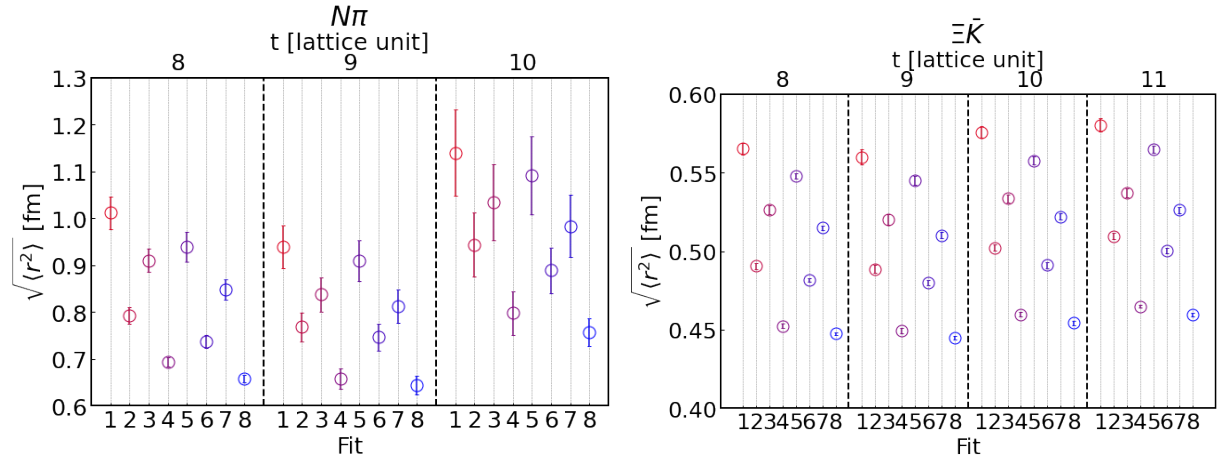 Nπ
t [lattice unit]
8 9 10
1.3
1.2
1.1
1.0
0.9
0.8
0.7
0.6
√⟨r²⟩ [fm]
1 2 3 4 5 6 7 8 1 2 3 4 5 6 7 8 1 2 3 4 5 6 7 8
Fit
ΞK̄
t [lattice unit]
8 9 10 11
0.60
0.55
0.50
0.45
0.40
√⟨r²⟩ [fm]
12345678 12345678 12345678 12345678
Fit